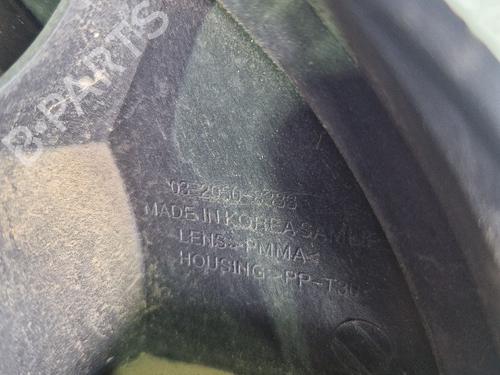 B-PARTS
MADE IN KOREA
LENS>PMMA<
HOUSING>PP-T30